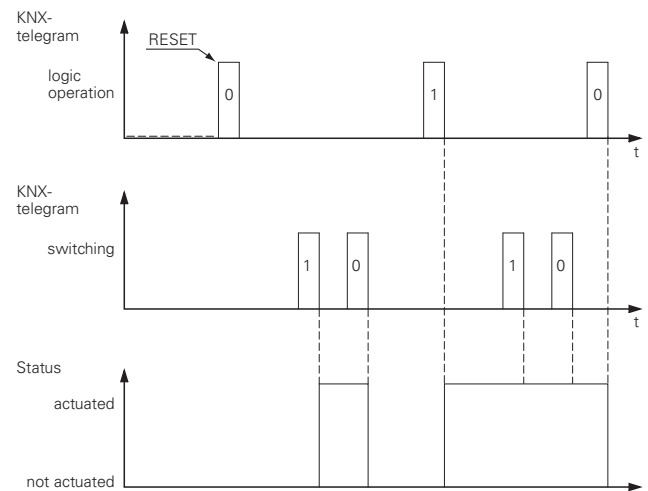 KNX-
telegram
RESET
logic
operation
0
1
0
t
KNX-
telegram
switching
1
0
1
0
t
Status
actuated
not actuated